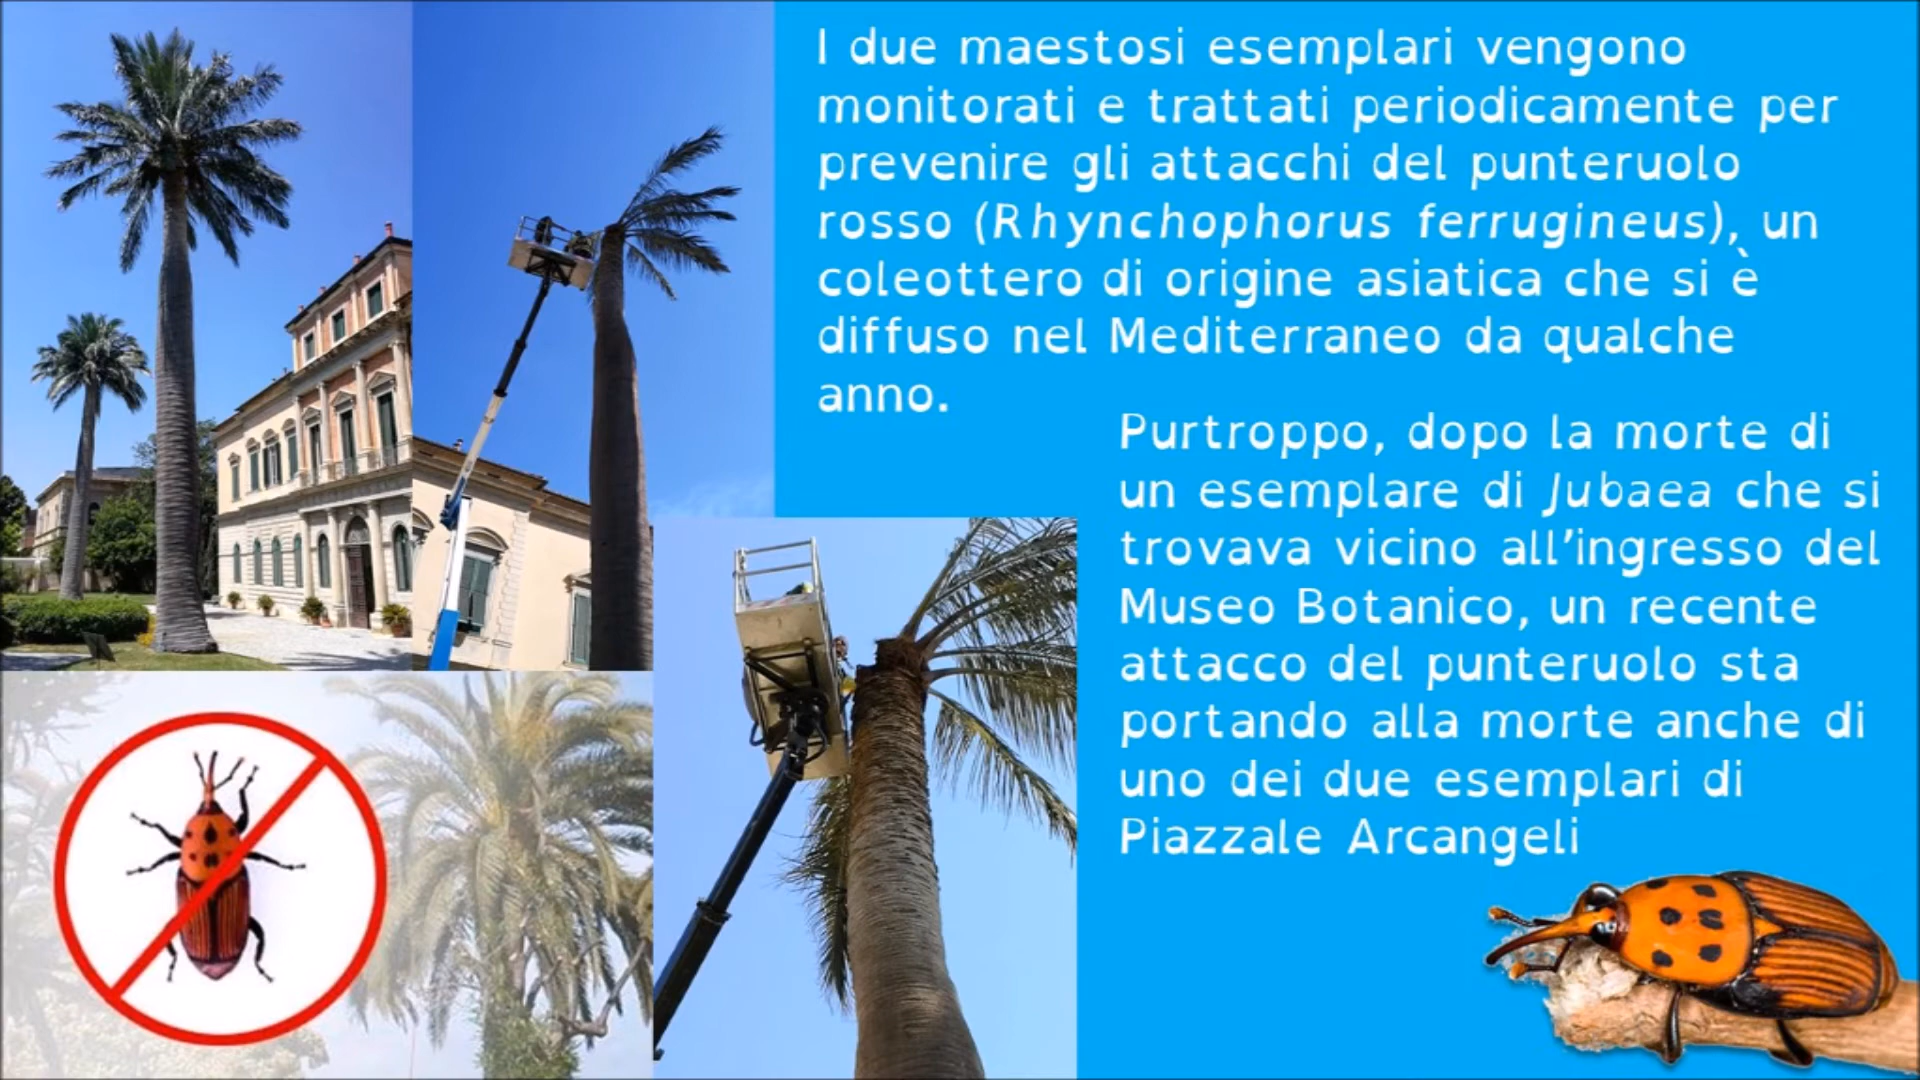 I due maestosi esemplari vengono
monitorati e trattati periodicamente per
prevenire gli attacchi del punteruolo
rosso (Rhynchophorus ferrugineus), un
coleottero di origine asiatica che si è
diffuso nel Mediterraneo da qualche
anno.
Purtroppo, dopo la morte di
un esemplare di Jubaea che si
trovava vicino all’ingresso del
Museo Botanico, un recente
attacco del punteruolo sta
portando alla morte anche di
uno dei due esemplari di
Piazzale Arcangeli